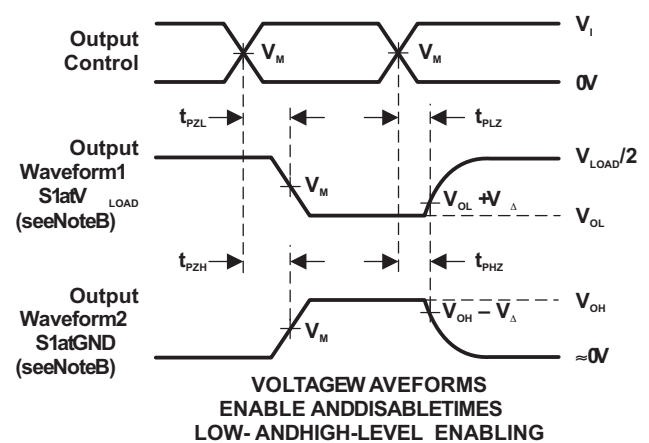 Output
Control
V_M
V_M
V_I
0V
t_PZL
t_PLZ
Output
Waveform1
S1atV_LOAD
(seeNoteB)
V_M
V_OL +V_Δ
V_LOAD/2
V_OL
t_PZH
t_PHZ
Output
Waveform2
S1atGND
(seeNoteB)
V_M
V_OH − V_Δ
V_OH
≈0V
VOLTAGEW AVEFORMS
ENABLE ANDDISABLETIMES
LOW- ANDHIGH-LEVEL ENABLING